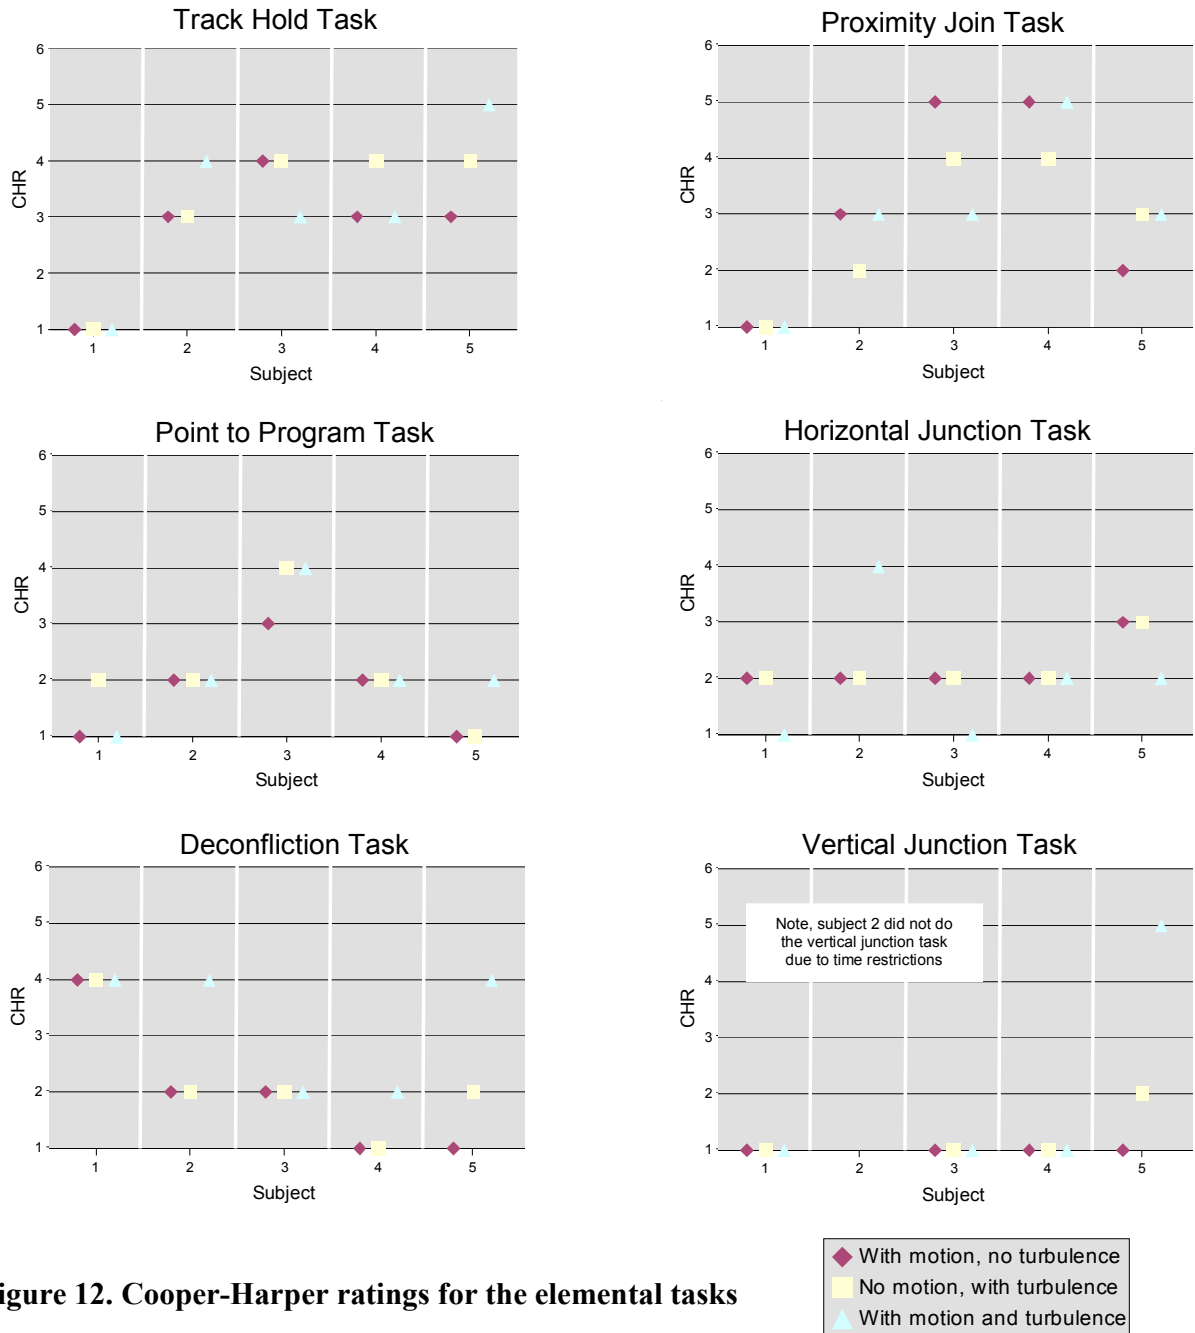 Track Hold Task
6
5
4
3
2
1
CHR
1 2 3 4 5
Subject
Proximity Join Task
6
5
4
3
2
1
CHR
1 2 3 4 5
Subject
Point to Program Task
6
5
4
3
2
1
CHR
1 2 3 4 5
Subject
Horizontal Junction Task
6
5
4
3
2
1
CHR
1 2 3 4 5
Subject
Deconfliction Task
6
5
4
3
2
1
CHR
1 2 3 4 5
Subject
Vertical Junction Task
6
5
4
3
2
1
CHR
Note, subject 2 did not do
the vertical junction task
due to time restrictions
1 2 3 4 5
Subject
With motion, no turbulence
No motion, with turbulence
With motion and turbulence
igure 12. Cooper-Harper ratings for the elemental tasks